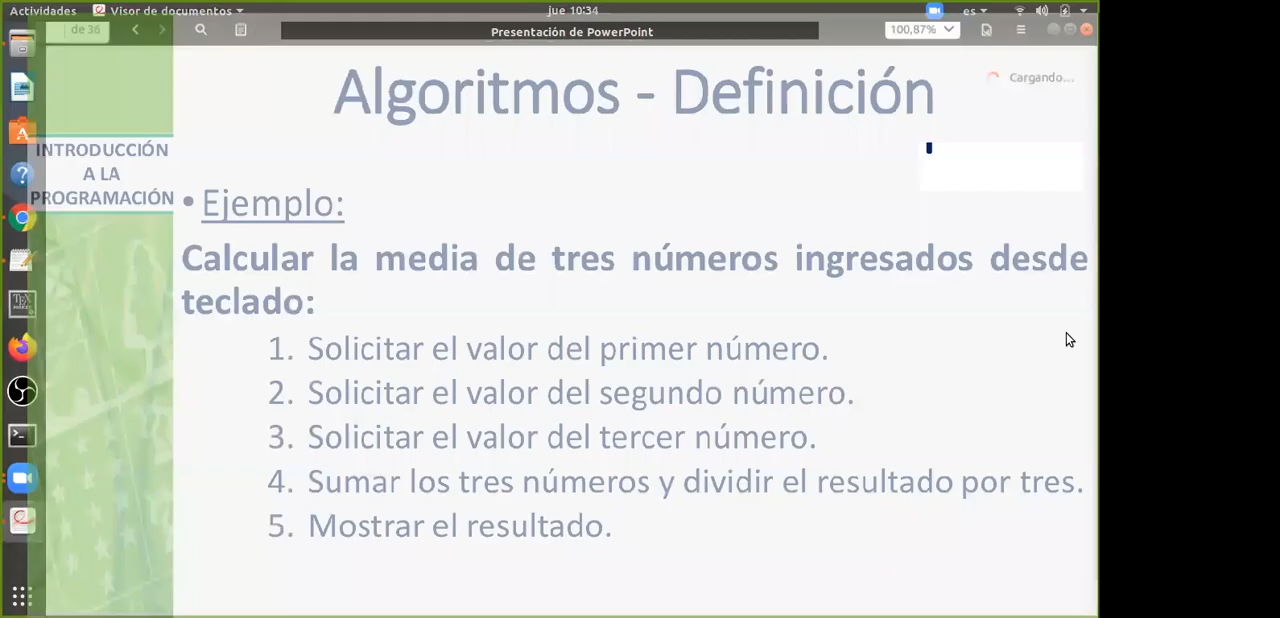 Actividades Visor de documentos jue 10:34 es
de 36 Presentación de PowerPoint 100,87%
Algoritmos - Definición
Cargando...
INTRODUCCIÓN
A LA
PROGRAMACIÓN
• Ejemplo:
Calcular la media de tres números ingresados desde
teclado:
1. Solicitar el valor del primer número.
2. Solicitar el valor del segundo número.
3. Solicitar el valor del tercer número.
4. Sumar los tres números y dividir el resultado por tres.
5. Mostrar el resultado.